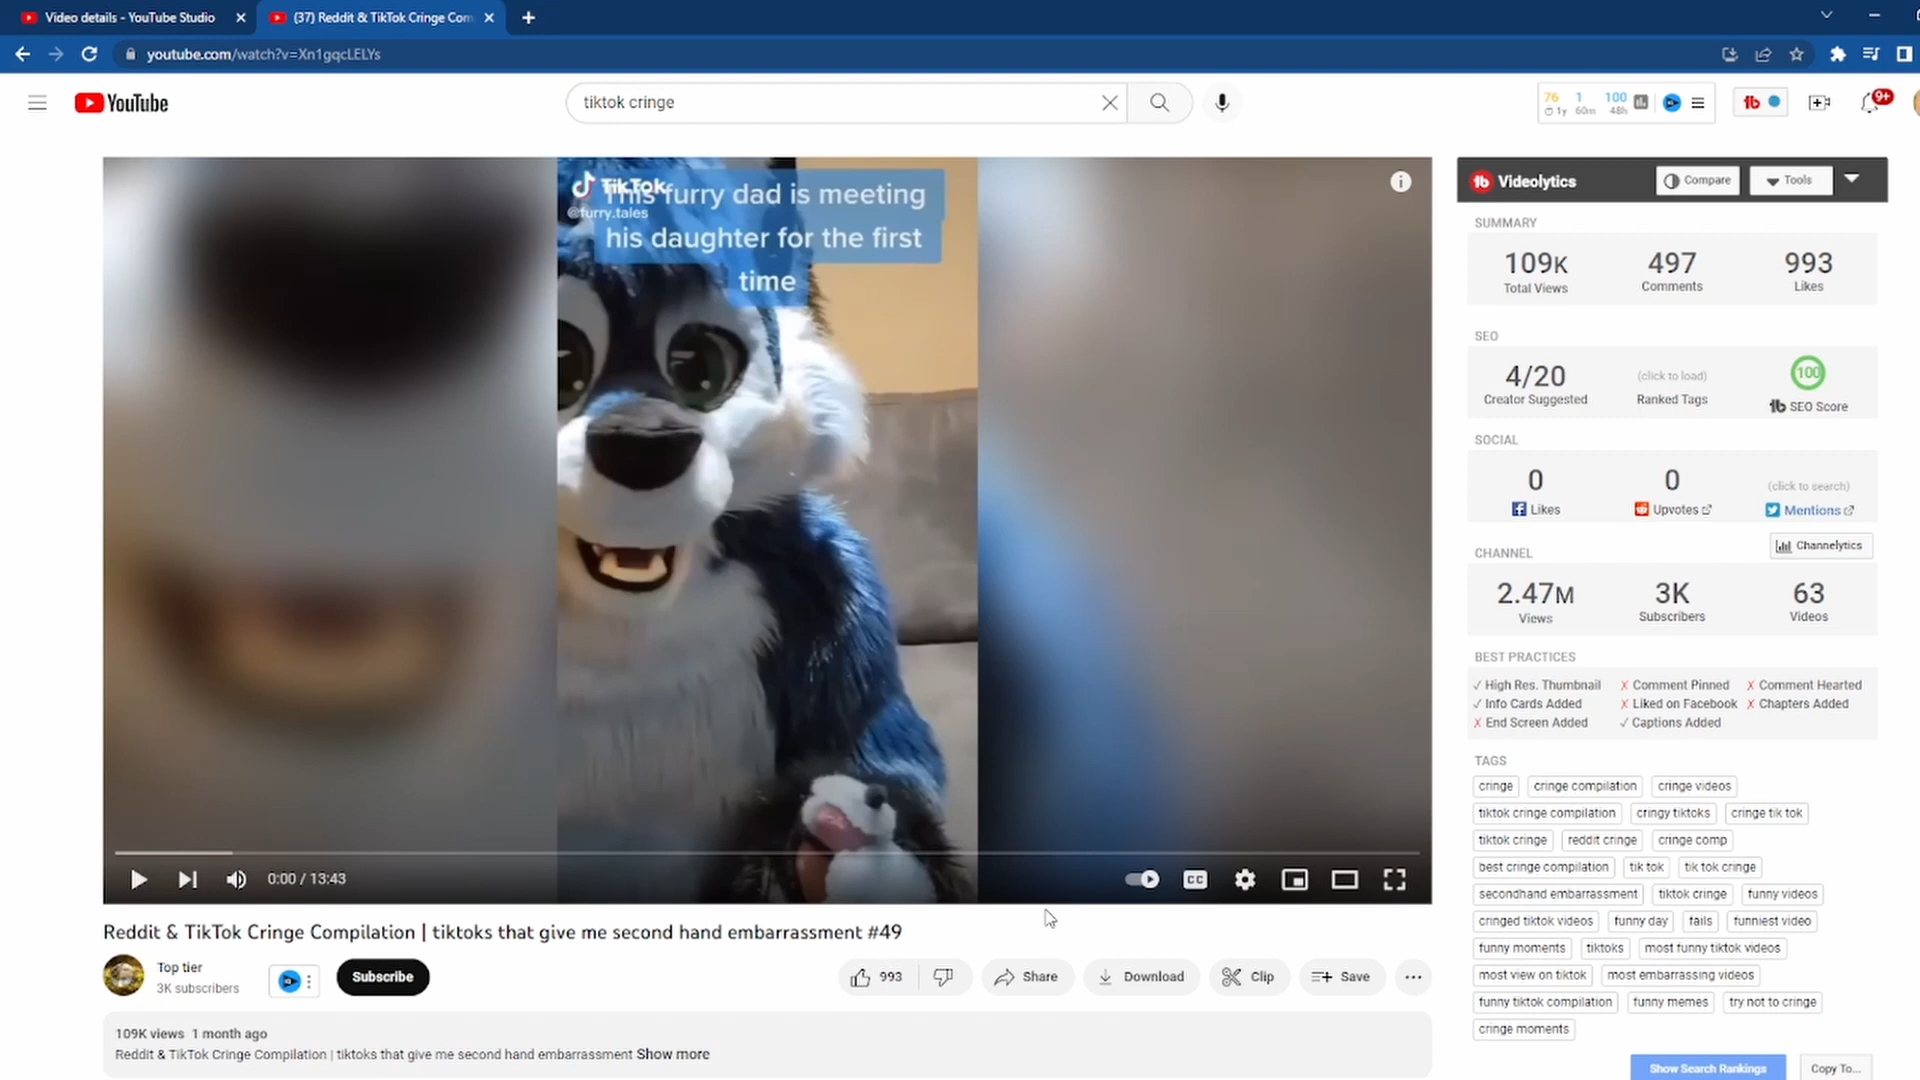 Video details - YouTube Studio
(37) Reddit & TikTok Cringe Com
youtube.com/watch?v=Xn1gqcLELYs
YouTube
tiktok cringe
76 1 100
1y 60m 48h
9+
TikTok
@furry.tales
This furry dad is meeting
his daughter for the first
time
0:00 / 13:43
CC
Reddit & TikTok Cringe Compilation | tiktoks that give me second hand embarrassment #49
Top tier
3K subscribers
Subscribe
993
Share
Download
Clip
Save
109K views 1 month ago
Reddit & TikTok Cringe Compilation | tiktoks that give me second hand embarrassment Show more
Videolytics
Compare
Tools
SUMMARY
109K 497 993
Total Views Comments Likes
SEO
4/20 (click to load) 100
Creator Suggested Ranked Tags SEO Score
SOCIAL
0 0 (click to search)
Likes Upvotes Mentions
CHANNEL
Channelytics
2.47M 3K 63
Views Subscribers Videos
BEST PRACTICES
✓ High Res. Thumbnail ✗ Comment Pinned ✗ Comment Hearted
✓ Info Cards Added ✗ Liked on Facebook ✗ Chapters Added
✗ End Screen Added ✓ Captions Added
TAGS
cringe cringe compilation cringe videos
tiktok cringe compilation cringy tiktoks cringe tik tok
tiktok cringe reddit cringe cringe comp
best cringe compilation tik tok tik tok cringe
secondhand embarrassment tiktok cringe funny videos
cringed tiktok videos funny day fails funniest video
funny moments tiktoks most funny tiktok videos
most view on tiktok most embarrassing videos
funny tiktok compilation funny memes try not to cringe
cringe moments
Show Search Rankings Copy To...